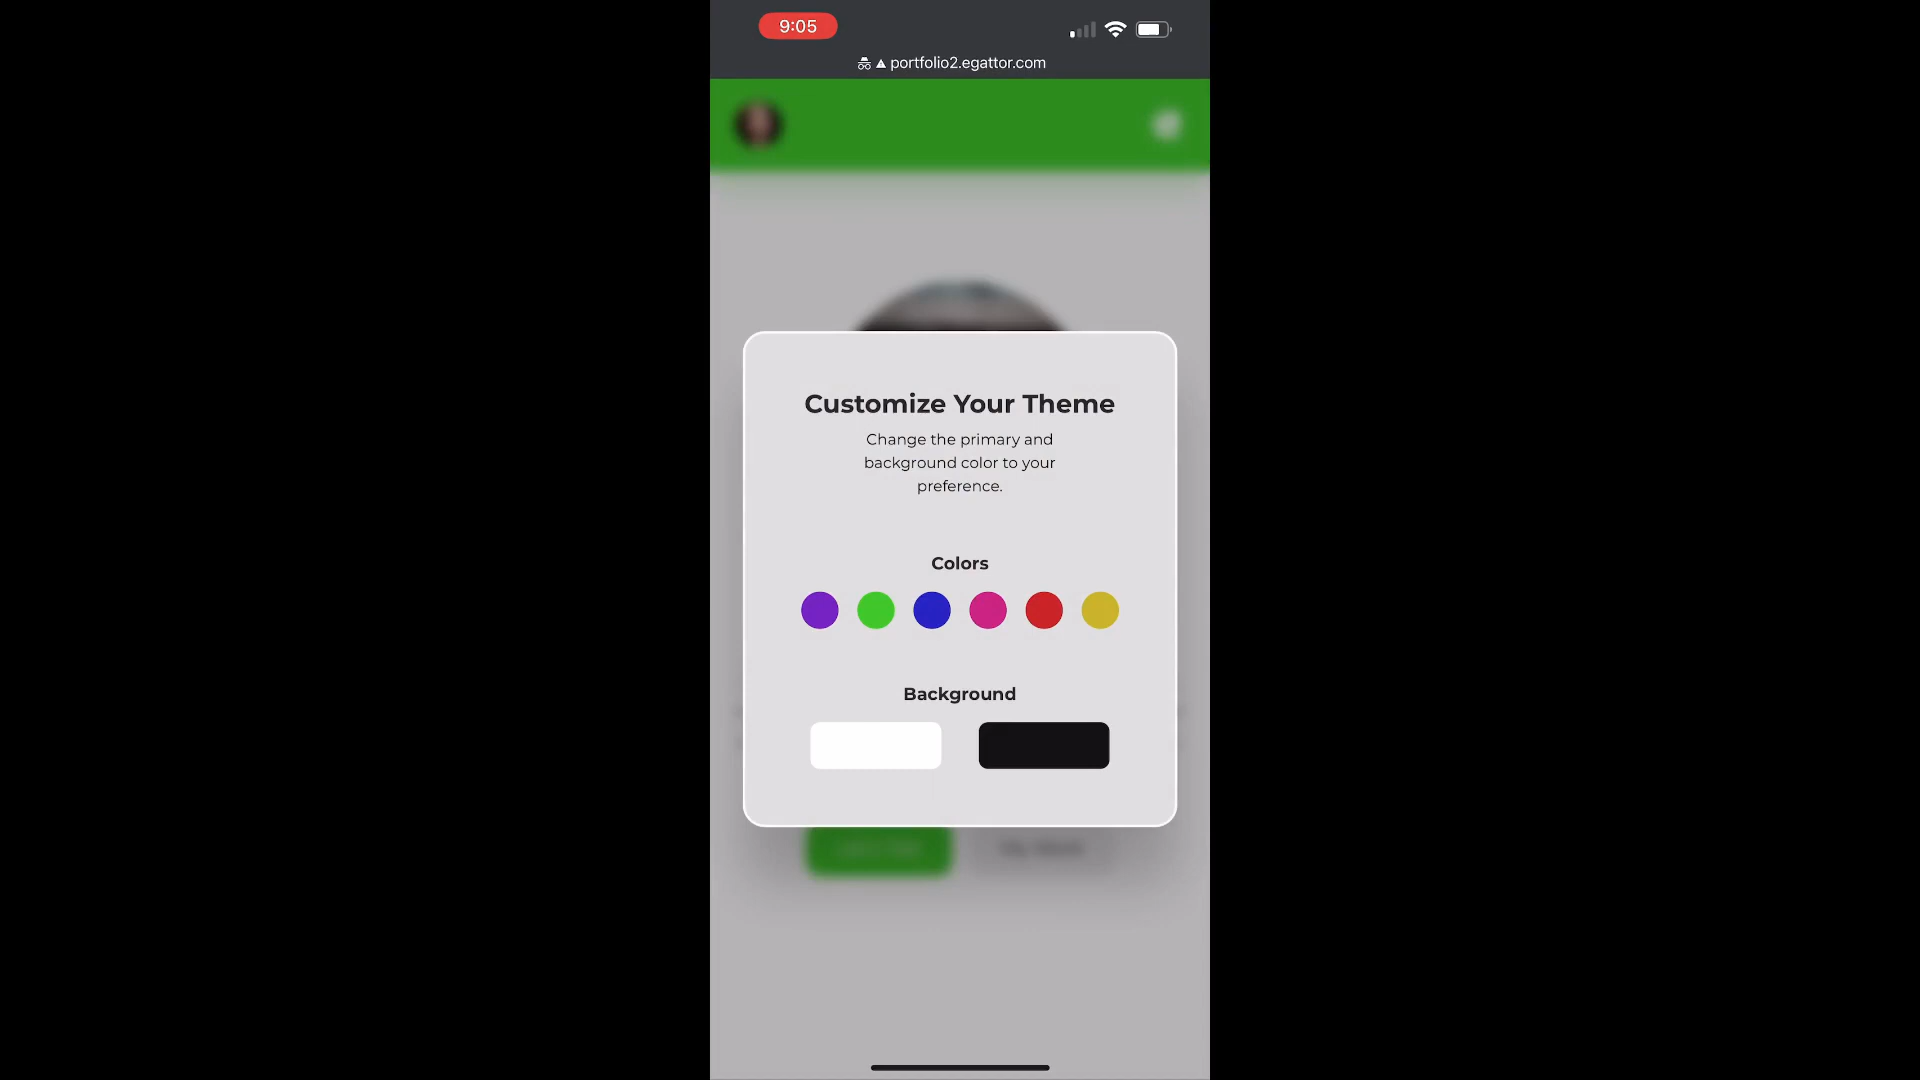 9:05
portfolio2.egattor.com
Customize Your Theme
Change the primary and
background color to your
preference.
Colors
Background